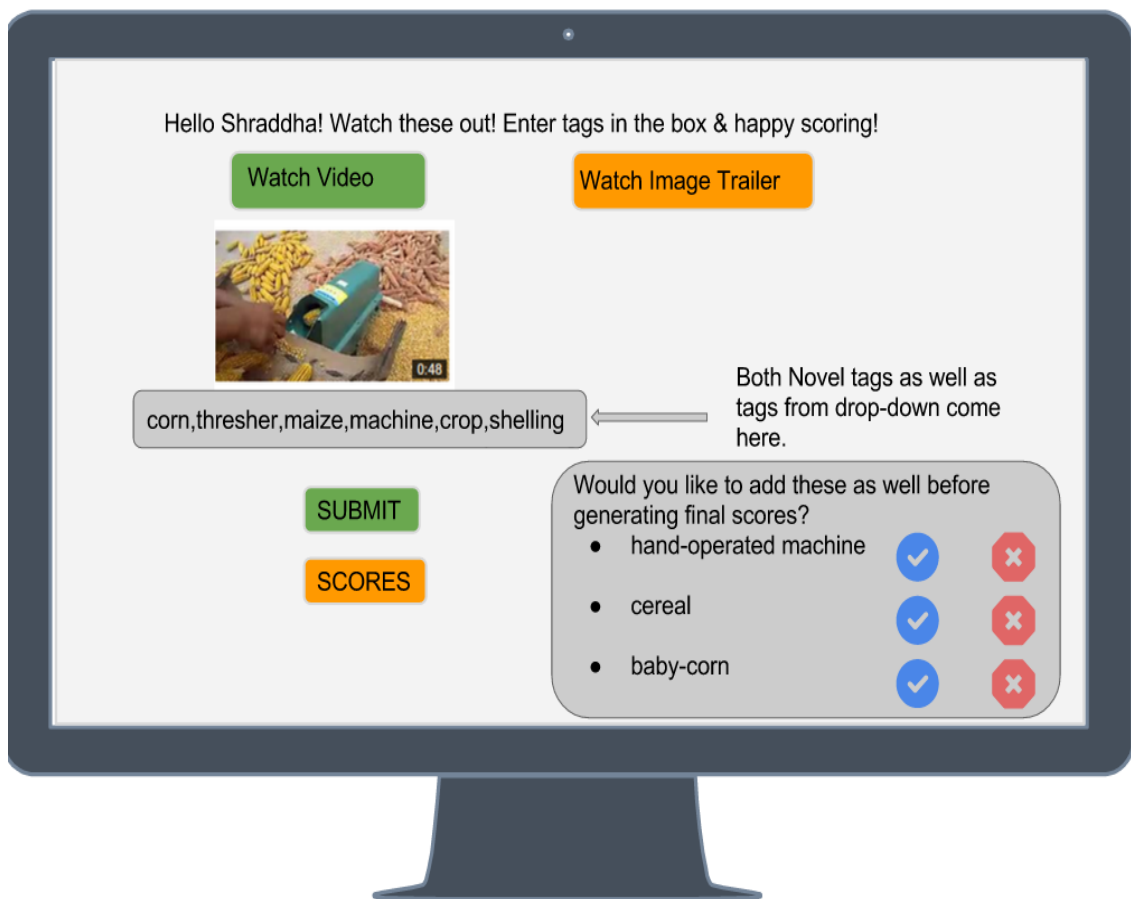 Hello Shraddha! Watch these out! Enter tags in the box & happy scoring!
Watch Video
Watch Image Trailer
0:48
corn,thresher,maize,machine,crop,shelling
Both Novel tags as well as
tags from drop-down come
here.
SUBMIT
SCORES
Would you like to add these as well before
generating final scores?
● hand-operated machine
● cereal
● baby-corn